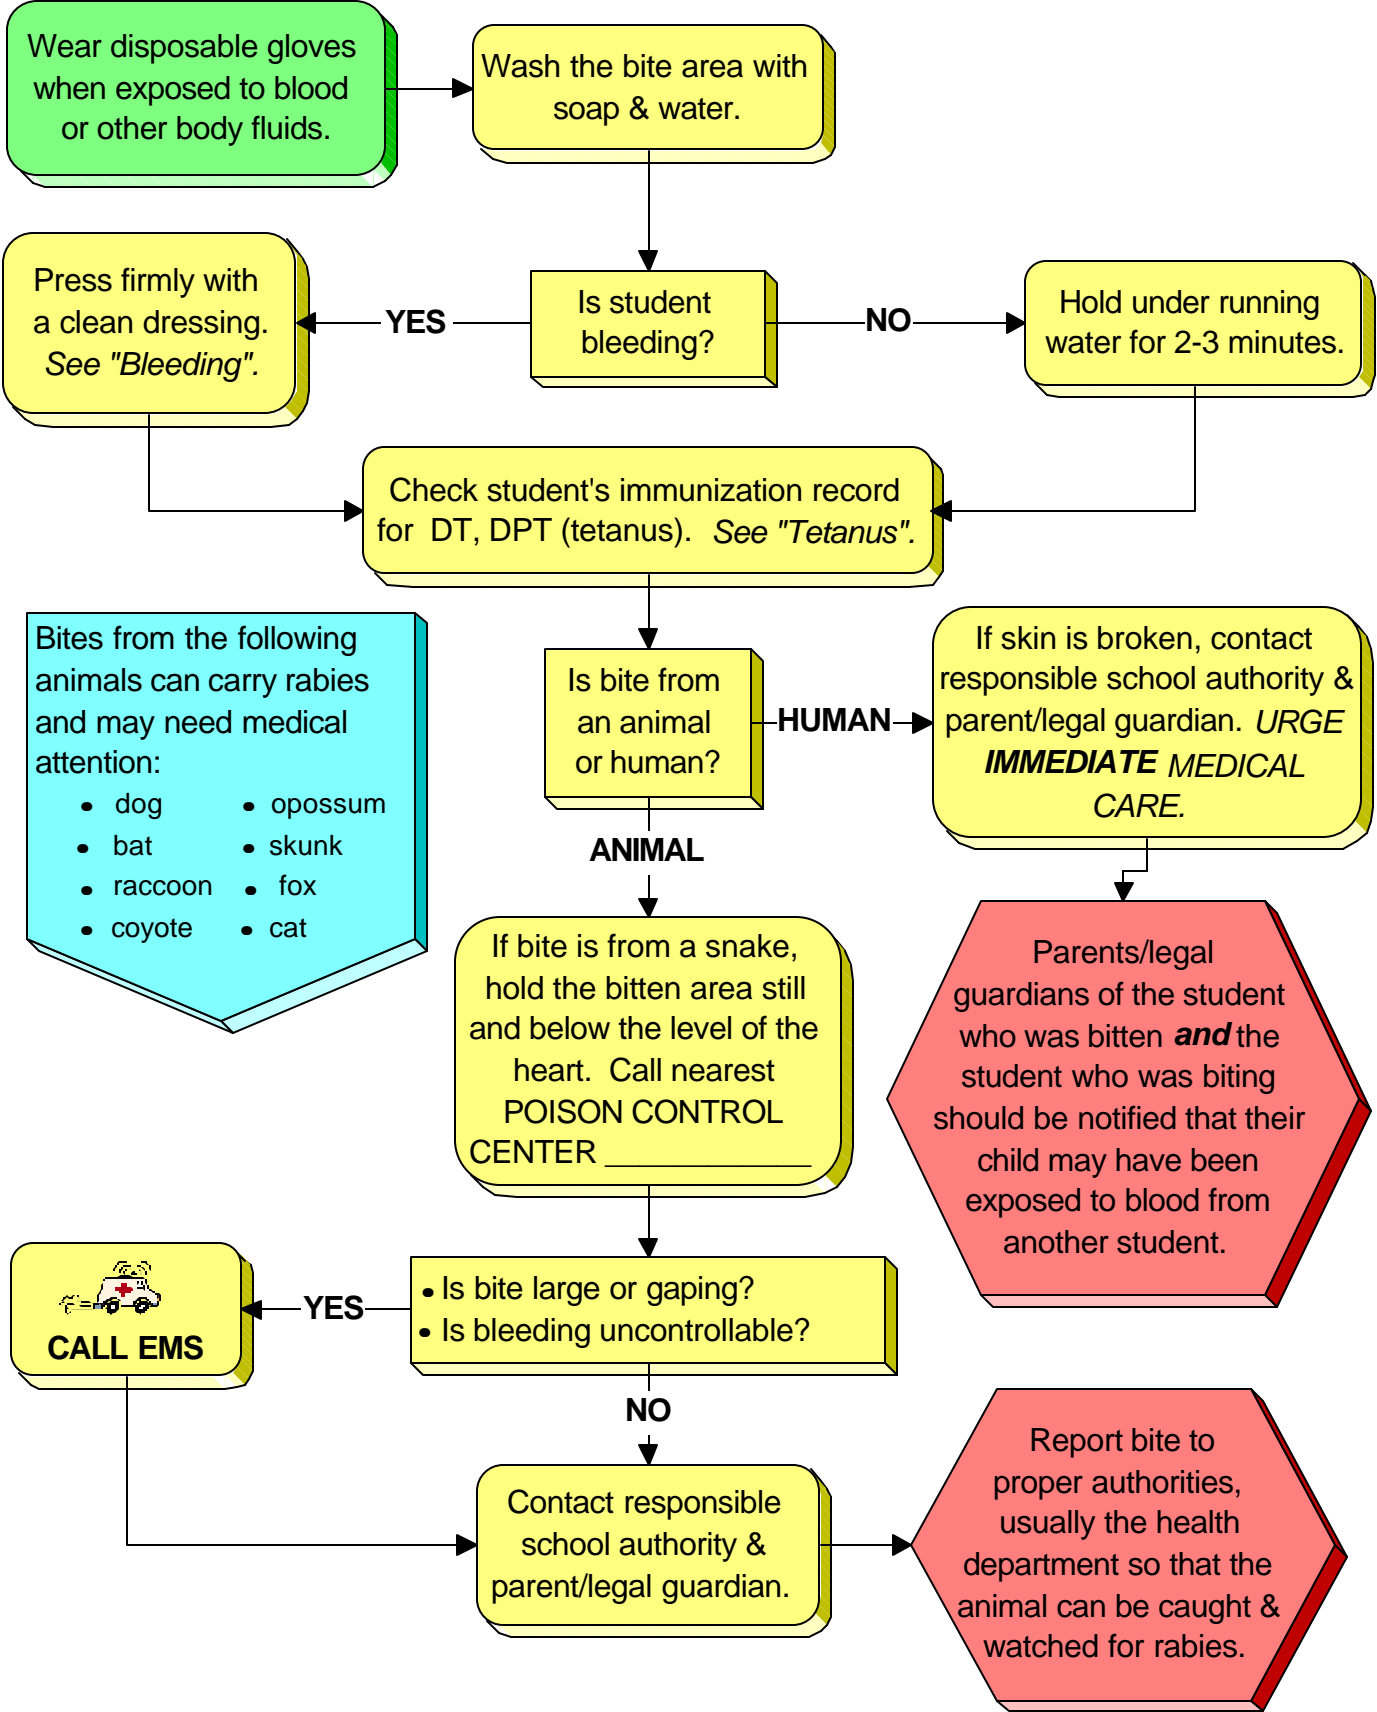 Wear disposable gloves
when exposed to blood
or other body fluids.
Wash the bite area with
soap & water.
Press firmly with
a clean dressing.
See "Bleeding".
YES
Is student
bleeding?
NO
Hold under running
water for 2-3 minutes.
Check student's immunization record
for DT, DPT (tetanus). See "Tetanus".
Bites from the following
animals can carry rabies
and may need medical
attention:
• dog • opossum
• bat • skunk
• raccoon • fox
• coyote • cat
Is bite from
an animal
or human?
HUMAN
If skin is broken, contact
responsible school authority &
parent/legal guardian. URGE
IMMEDIATE MEDICAL
CARE.
ANIMAL
If bite is from a snake,
hold the bitten area still
and below the level of the
heart. Call nearest
POISON CONTROL
CENTER ____________
Parents/legal
guardians of the student
who was bitten and the
student who was biting
should be notified that their
child may have been
exposed to blood from
another student.
CALL EMS
YES
• Is bite large or gaping?
• Is bleeding uncontrollable?
NO
Contact responsible
school authority &
parent/legal guardian.
Report bite to
proper authorities,
usually the health
department so that the
animal can be caught &
watched for rabies.